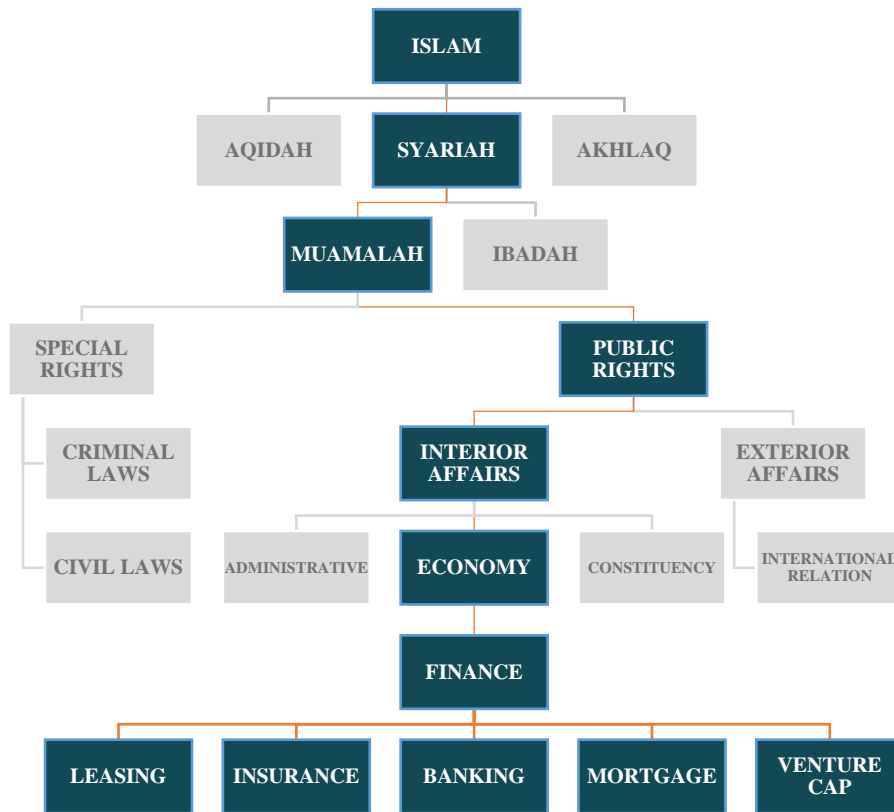 ISLAM
AQIDAH
SYARIAH
AKHLAQ
MUAMALAH
IBADAH
SPECIAL
RIGHTS
PUBLIC
RIGHTS
CRIMINAL
LAWS
INTERIOR
AFFAIRS
EXTERIOR
AFFAIRS
CIVIL LAWS
ADMINISTRATIVE
ECONOMY
CONSTITUENCY
INTERNATIONAL
RELATION
FINANCE
LEASING
INSURANCE
BANKING
MORTGAGE
VENTURE
CAP